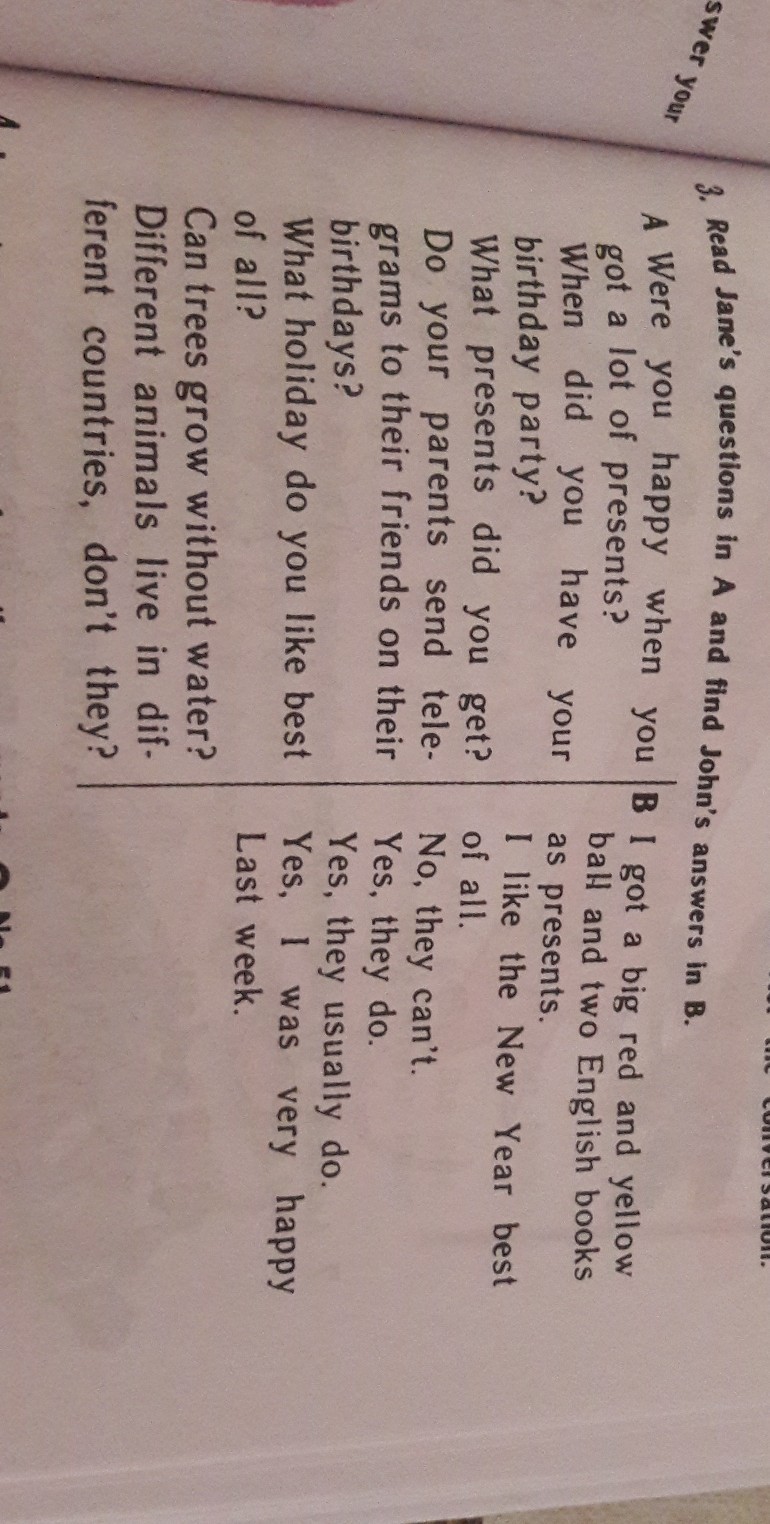 swer your
conversation.
3. Read Jane's questions in A and find John's answers in B.
A Were you happy when you
got a lot of presents?
When did you have your
birthday party?
What presents did you get?
Do your parents send tele-
grams to their friends on their
birthdays?
What holiday do you like best
of all?
Can trees grow without water?
Different animals live in dif-
ferent countries, don't they?
B I got a big red and yellow
ball and two English books
as presents.
I like the New Year best
of all.
No, they can't.
Yes, they do.
Yes, they usually do.
Yes, I was very happy
Last week.